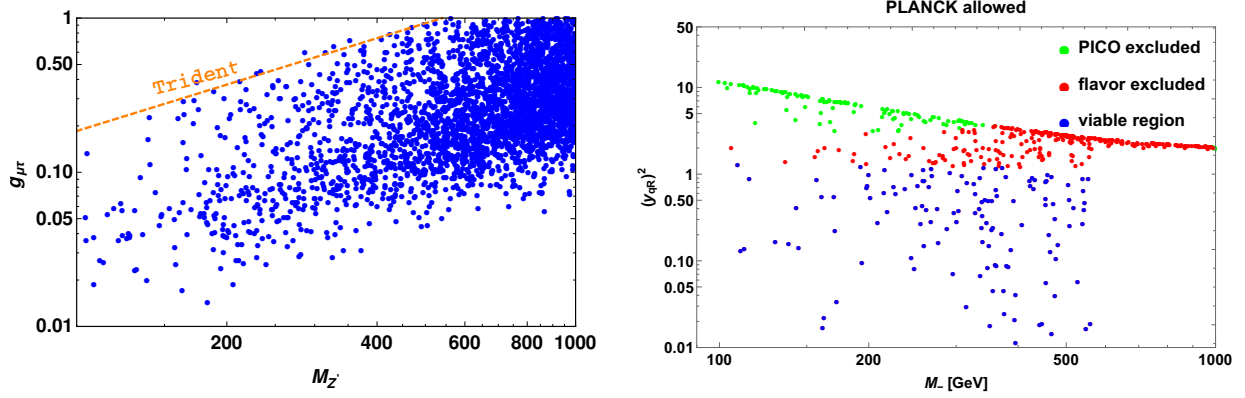 1
0.50
0.10
0.05
0.01
200
400
600
800
1000
Trident
g_μτ
M_Z'
PLANCK allowed
50
10
5
1
0.50
0.10
0.05
0.01
100
200
500
1000
PICO excluded
flavor excluded
viable region
(y_qR)^2
M_− [GeV]